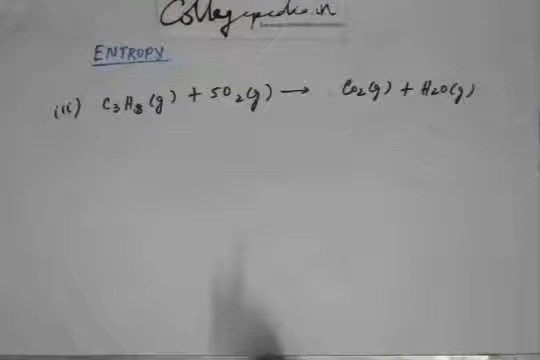 Collegepedia.in
ENTROPY
(ii) C₃H₈(g) + 5O₂(g) → CO₂(g) + H₂O(g)